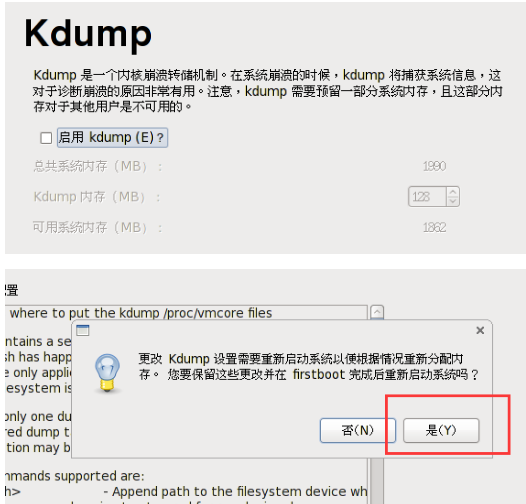 Kdump
Kdump 是一个内核崩溃转储机制。在系统崩溃的时候，kdump 将捕获系统信息，这
对于诊断崩溃的原因非常有用。注意，kdump 需要预留一部分系统内存，且这部分内
存对于其他用户是不可用的。
启用 kdump (E)？
总共系统内存（MB）： 1990
Kdump 内存（MB）： 128
可用系统内存（MB）： 1862
置
where to put the kdump /proc/vmcore files
ntains a se
sh has happ
e only appli
esystem is
更改 Kdump 设置需要重新启动系统以便根据情况重新分配内
存。 您要保留这些更改并在 firstboot 完成后重新启动系统吗？
only one du
red dump t
tion may b
否(N) 是(Y)
mmands supported are:
h> - Append path to the filesystem device wh